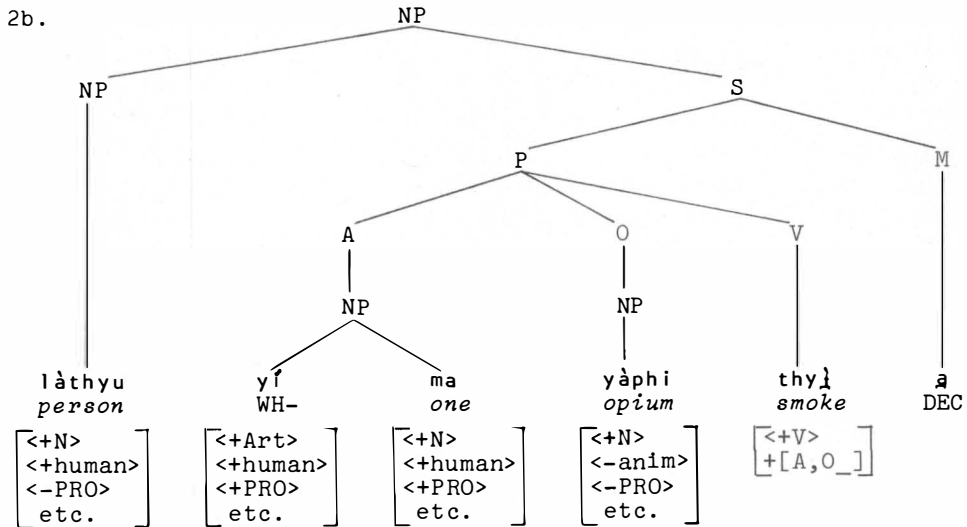 2b.
NP
NP S
P M
A O V
NP NP
làthyu yí ma yàphi thyı̰̀ a̰
person WH- one opium smoke DEC
<+N> <+Art> <+N> <+N> <+V>
<+human> <+human> <+human> <-anim> +[A,O_]
<-PRO> <+PRO> <+PRO> <-PRO>
etc. etc. etc. etc.